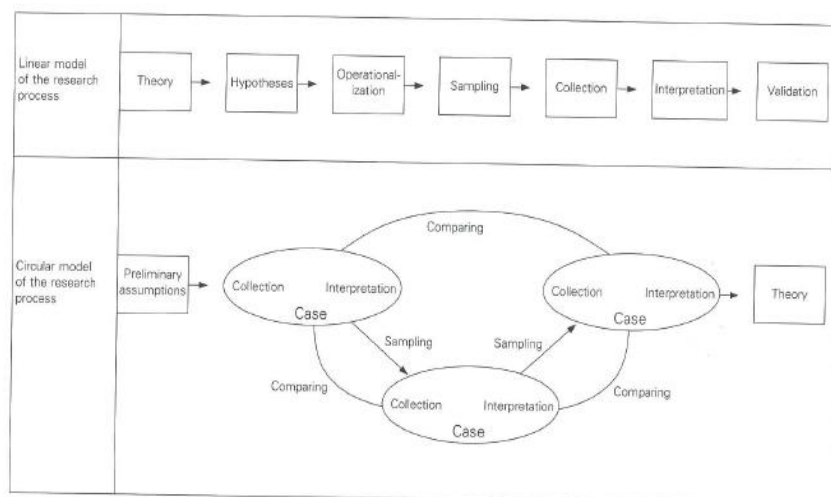 Linear model
of the research
process
Theory
Hypotheses
Operational-
ization
Sampling
Collection
Interpretation
Validation
Circular model
of the research
process
Preliminary
assumptions
Comparing
Collection
Interpretation
Case
Sampling
Comparing
Collection
Interpretation
Case
Sampling
Comparing
Collection
Interpretation
Case
Theory